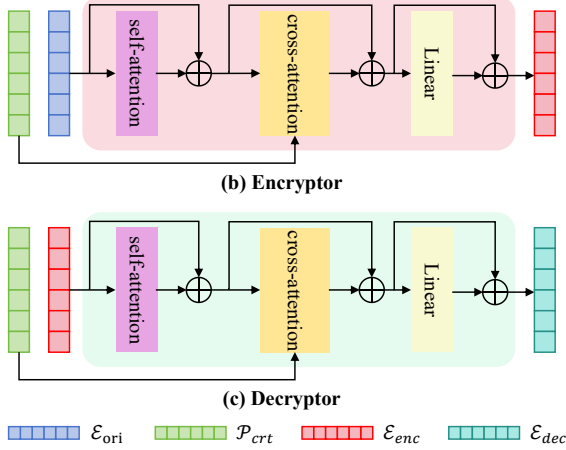 self-attention
cross-attention
Linear
(b) Encryptor
self-attention
cross-attention
Linear
(c) Decryptor
ℰ_ori 𝒫_crt ℰ_enc ℰ_dec